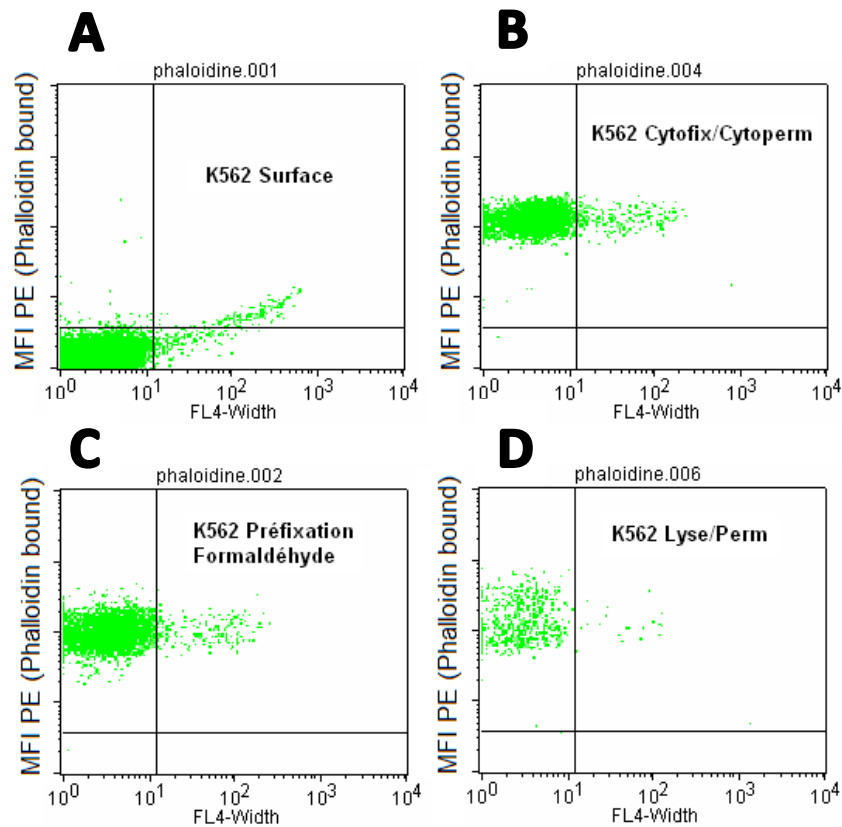 A
phaloidine.001
MFI PE (Phalloidin bound)
K562 Surface
10^0 10^1 10^2 10^3 10^4
FL4-Width
B
phaloidine.004
MFI PE (Phalloidin bound)
K562 Cytofix/Cytoperm
10^0 10^1 10^2 10^3 10^4
FL4-Width
C
phaloidine.002
MFI PE (Phalloidin bound)
K562 Préfixation
Formaldéhyde
10^0 10^1 10^2 10^3 10^4
FL4-Width
D
phaloidine.006
MFI PE (Phalloidin bound)
K562 Lyse/Perm
10^0 10^1 10^2 10^3 10^4
FL4-Width